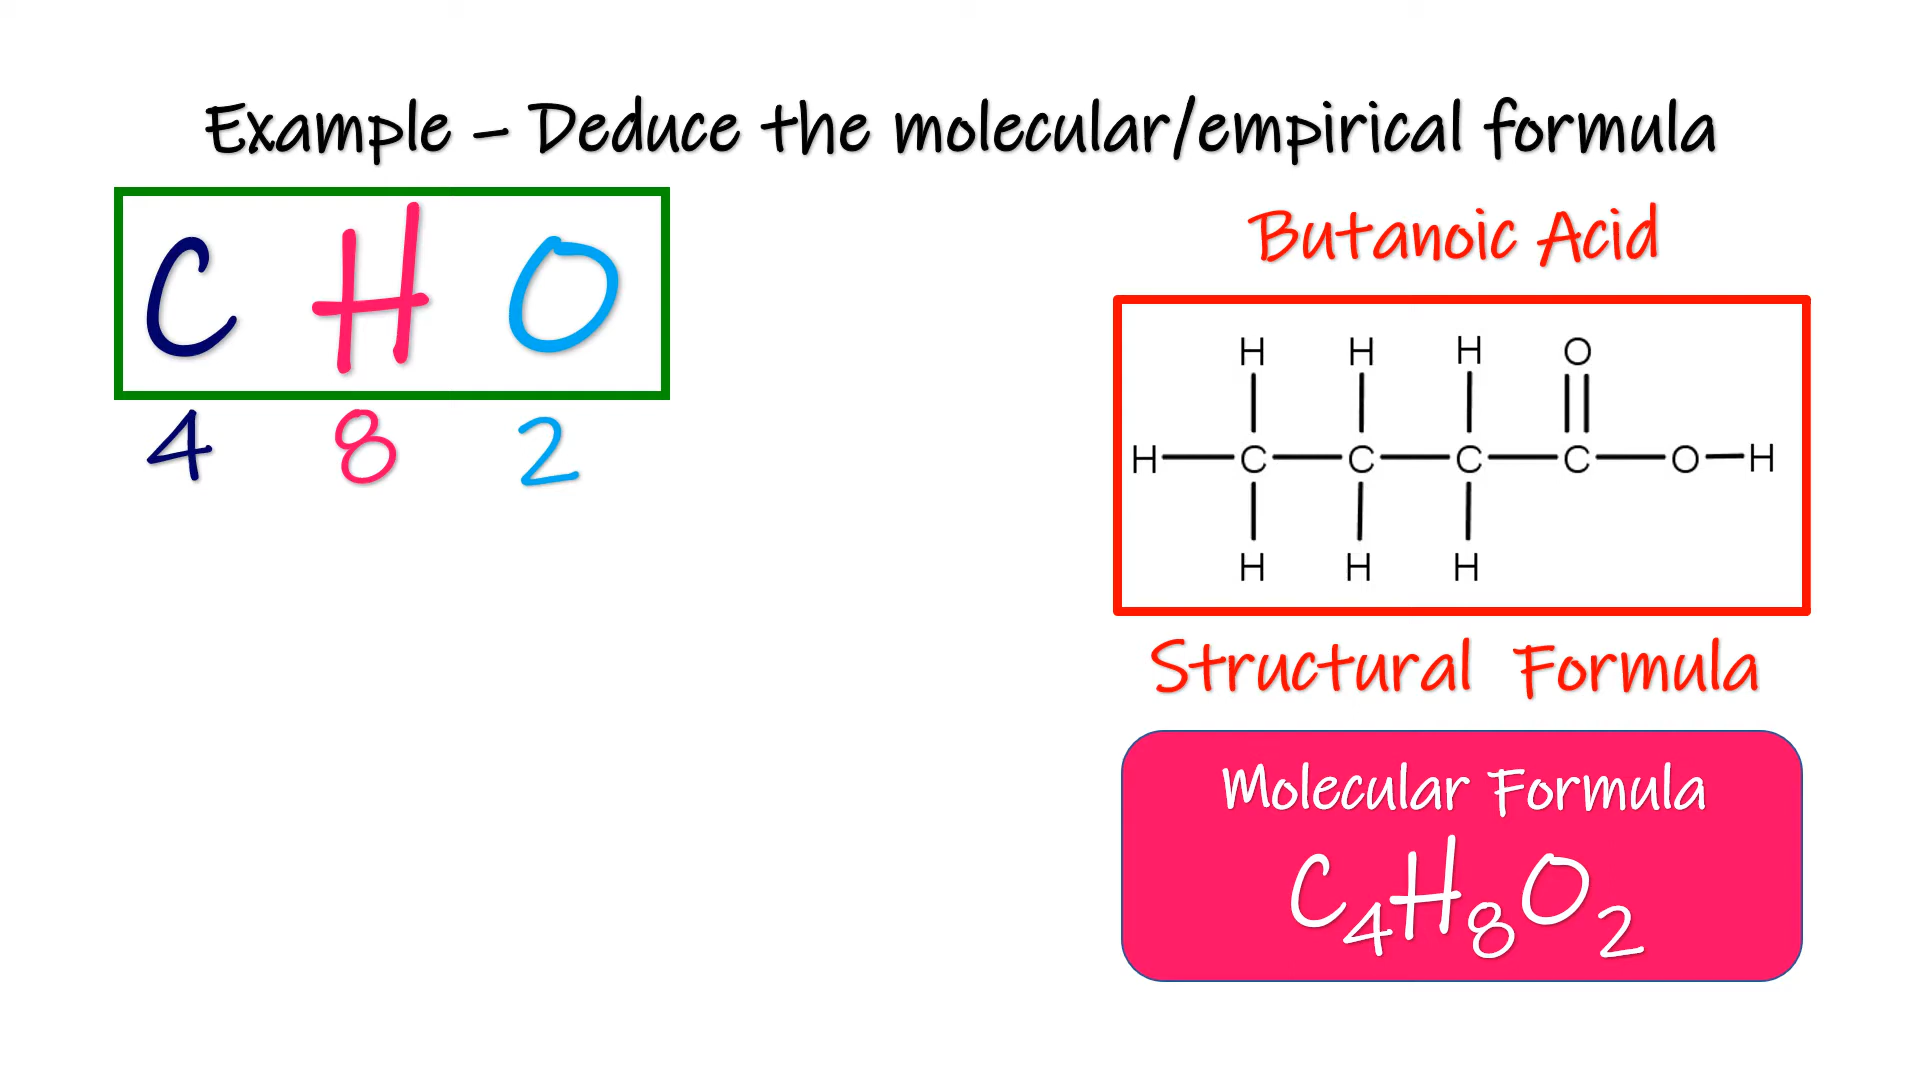 Example – Deduce the molecular/empirical formula
C H O
4 8 2
Butanoic Acid
H H H O
H C C C C O H
H H H
Structural Formula
Molecular Formula
C₄H₈O₂